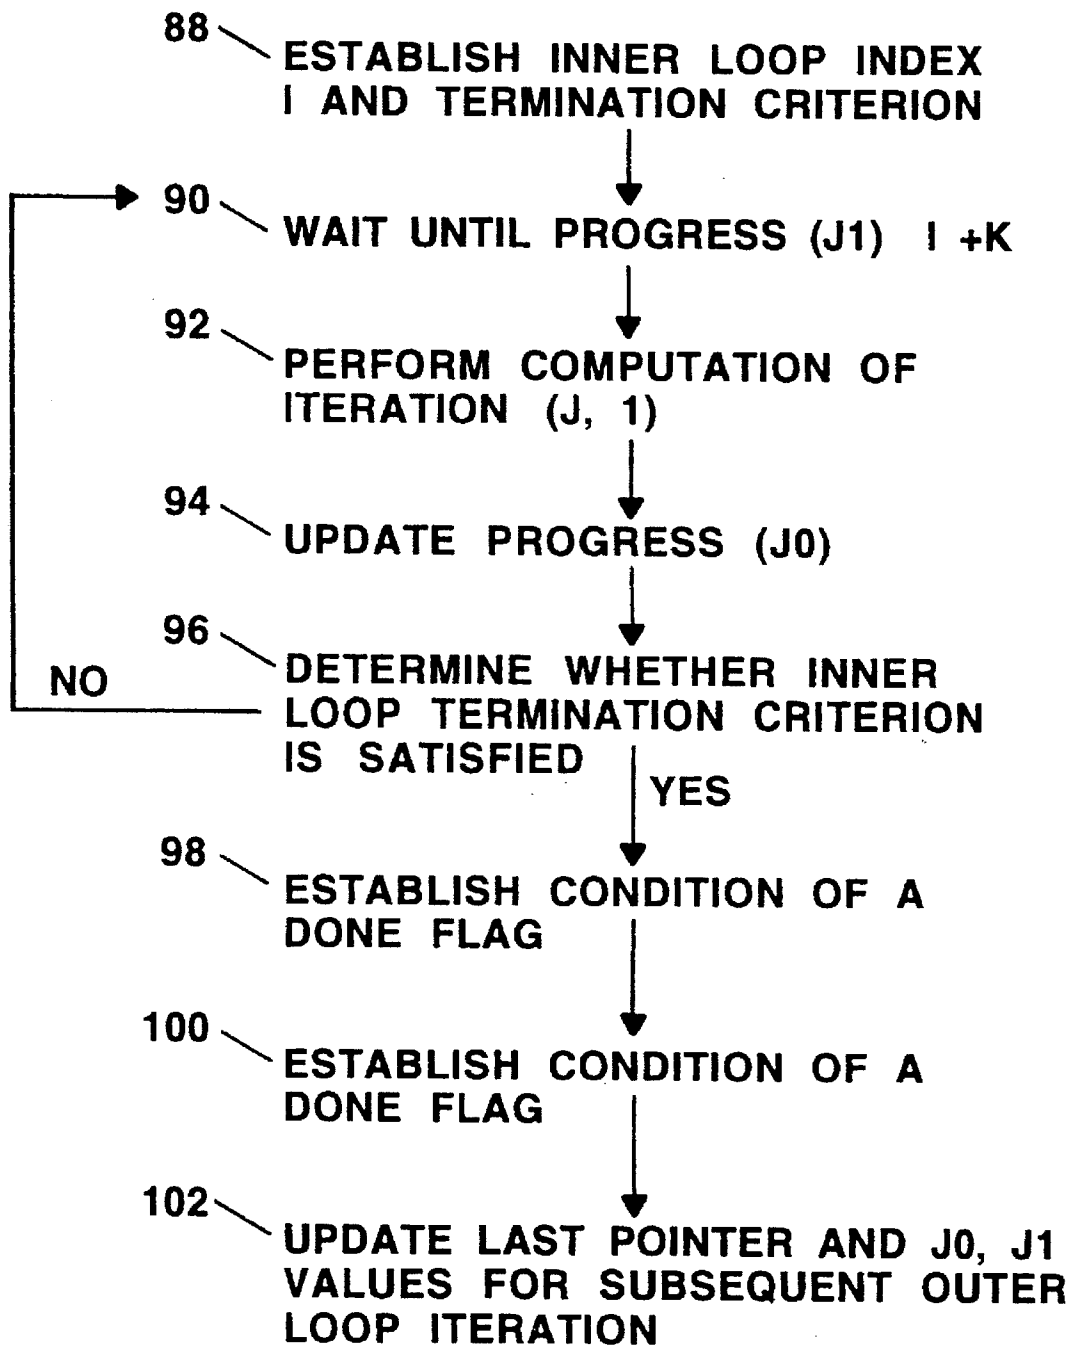 88
ESTABLISH INNER LOOP INDEX
I AND TERMINATION CRITERION
90
WAIT UNTIL PROGRESS (J1) I +K
92
PERFORM COMPUTATION OF
ITERATION (J, 1)
94
UPDATE PROGRESS (J0)
96
DETERMINE WHETHER INNER
NO
LOOP TERMINATION CRITERION
IS SATISFIED
YES
98
ESTABLISH CONDITION OF A
DONE FLAG
100
ESTABLISH CONDITION OF A
DONE FLAG
102
UPDATE LAST POINTER AND J0, J1
VALUES FOR SUBSEQUENT OUTER
LOOP ITERATION